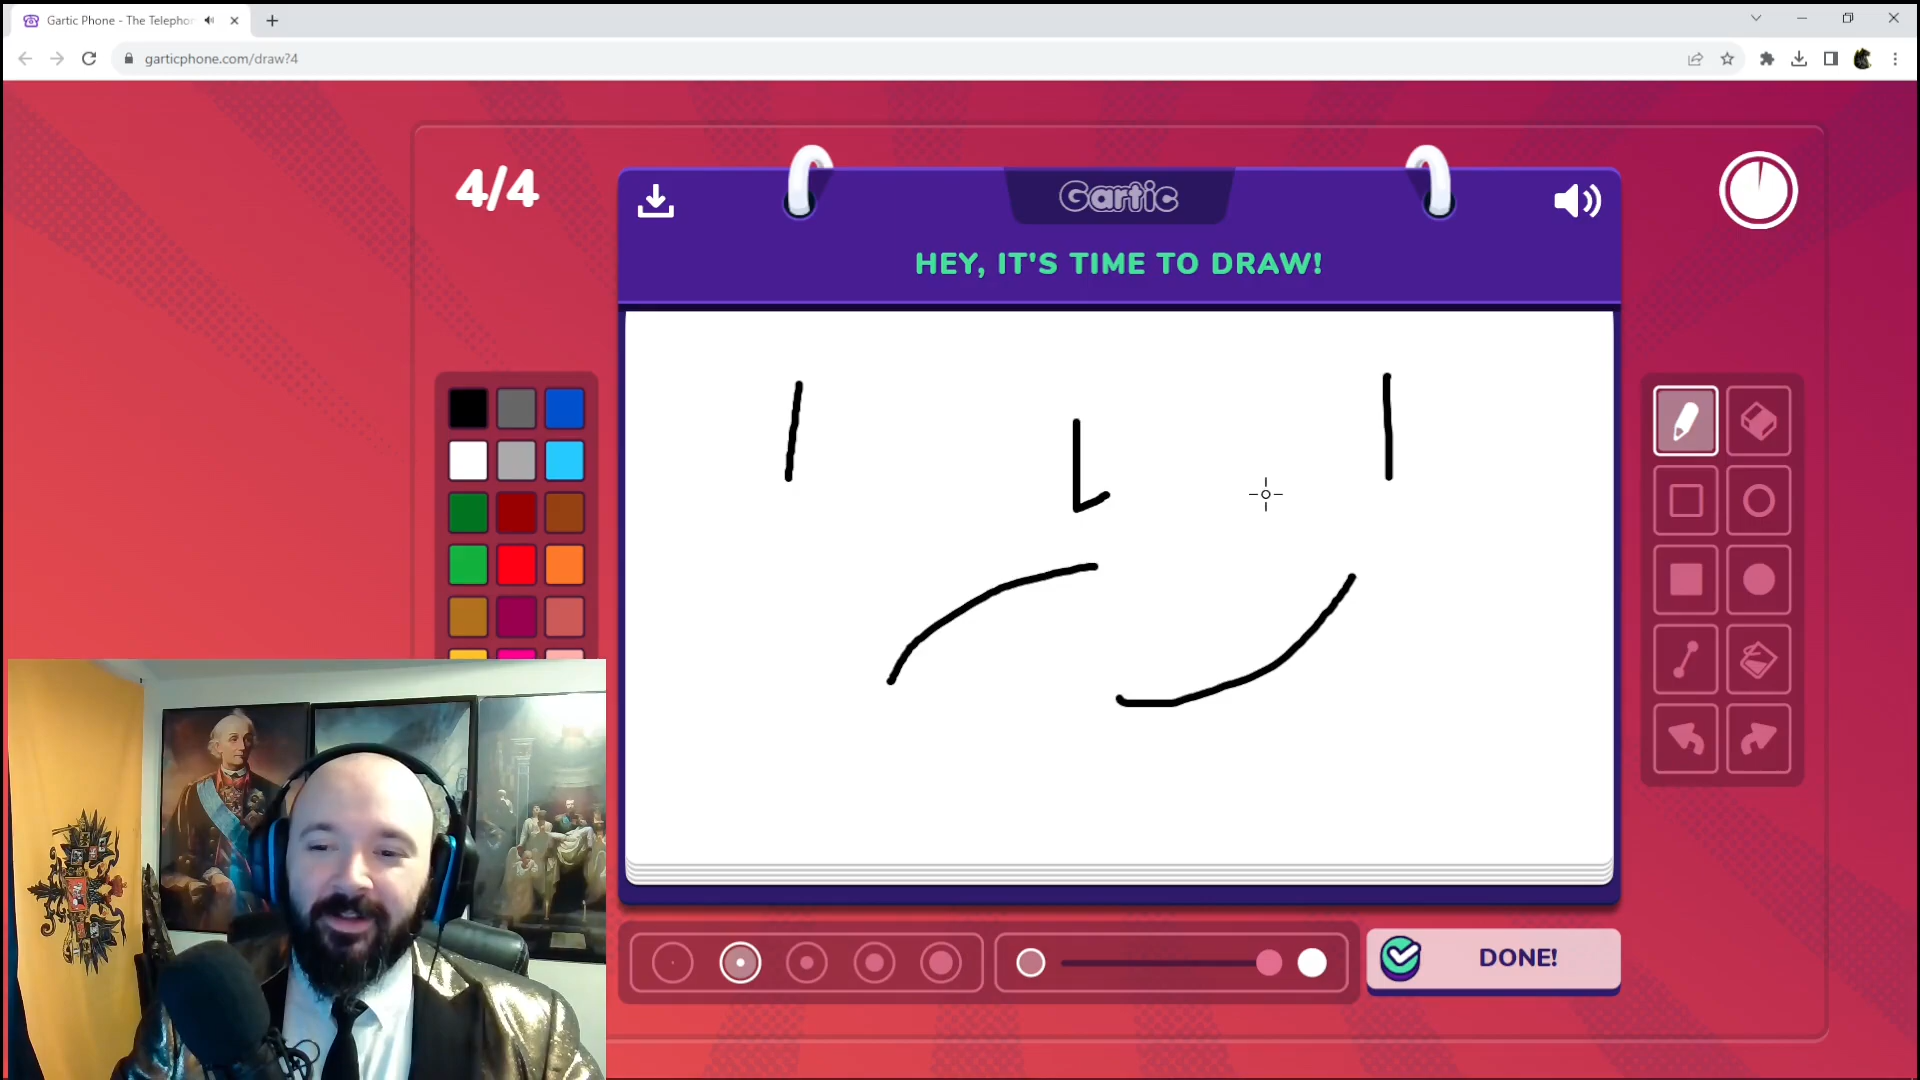 Gartic Phone - The Telephon
garticphone.com/draw?4
4/4
Gartic
HEY, IT'S TIME TO DRAW!
DONE!